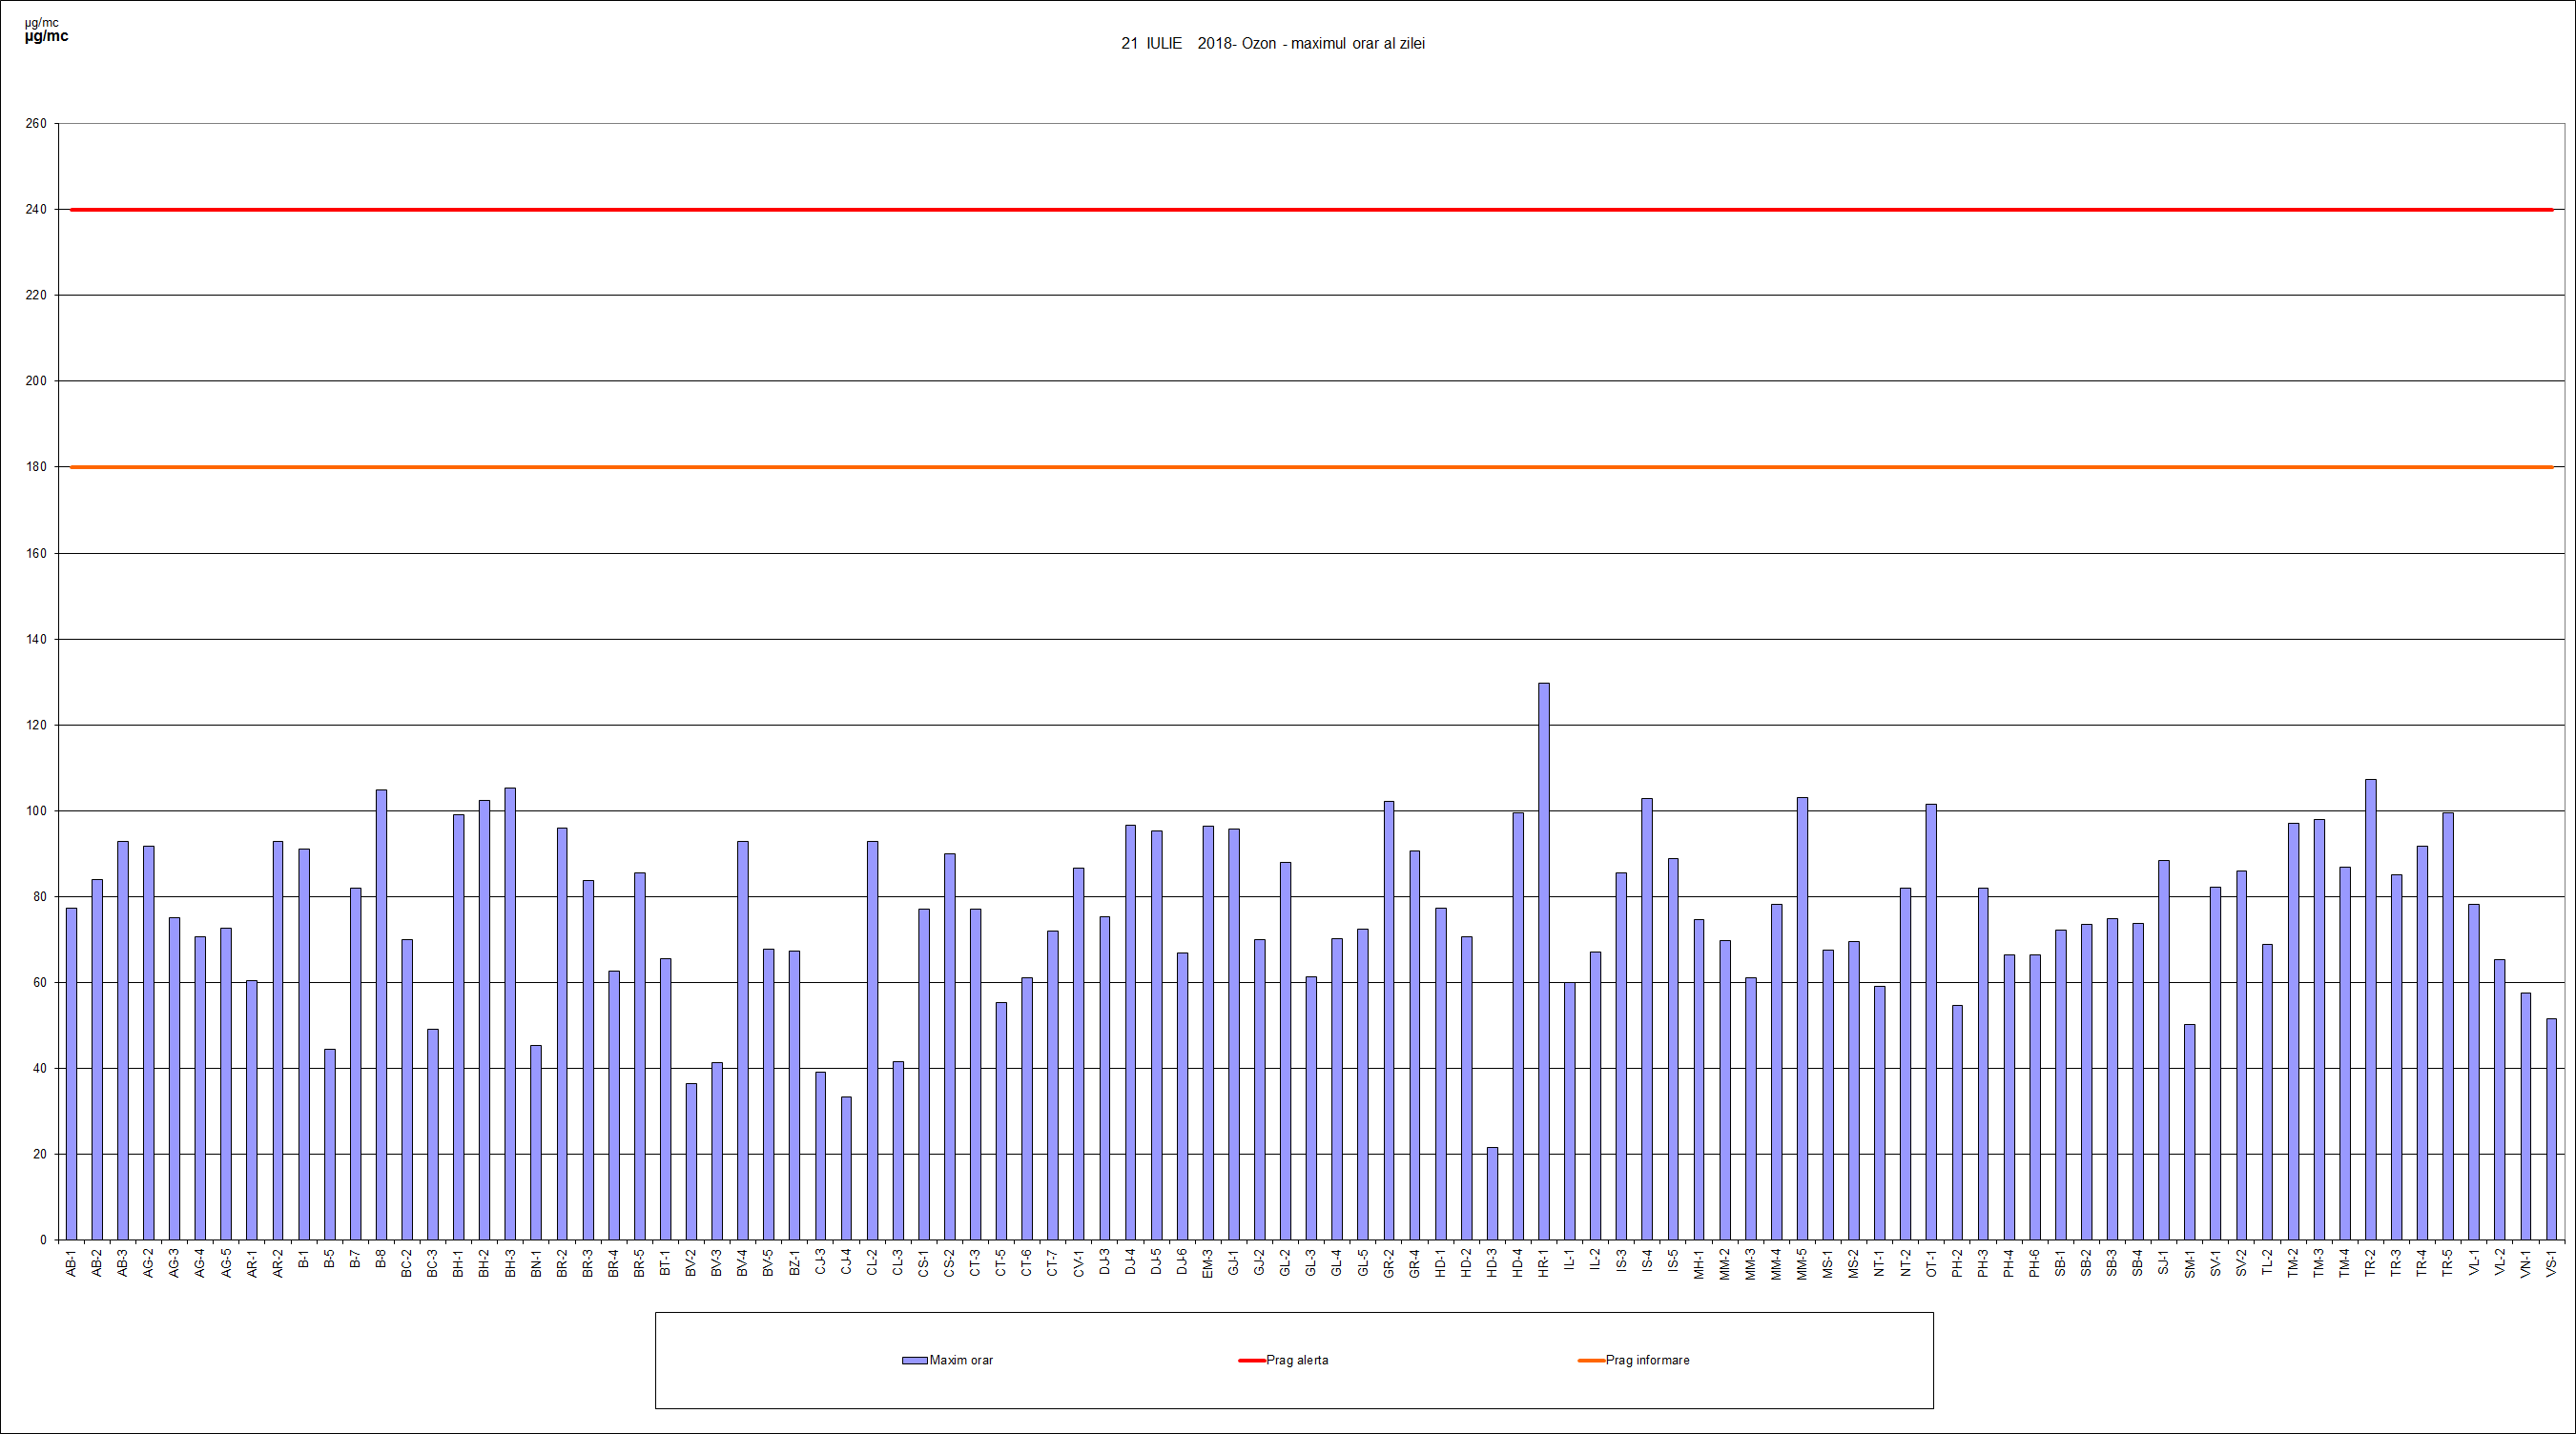 µg/mc
µg/mc
21 IULIE 2018- Ozon - maximul orar al zilei
260
240
220
200
180
160
140
120
100
80
60
40
20
0
AB-1 AB-2 AB-3 AG-2 AG-3 AG-4 AG-5 AR-1 AR-2 B-1 B-5 B-7 B-8 BC-2 BC-3 BH-1 BH-2 BH-3 BN-1 BR-2 BR-3 BR-4 BR-5 BT-1 BV-2 BV-3 BV-4 BV-5 BZ-1 CJ-3 CJ-4 CL-2 CL-3 CS-1 CS-2 CT-3 CT-5 CT-6 CT-7 CV-1 DJ-3 DJ-4 DJ-5 DJ-6 EM-3 GJ-1 GJ-2 GL-2 GL-3 GL-4 GL-5 GR-2 GR-4 HD-1 HD-2 HD-3 HD-4 HR-1 IL-1 IL-2 IS-3 IS-4 IS-5 MH-1 MM-2 MM-3 MM-4 MM-5 MS-1 MS-2 NT-1 NT-2 OT-1 PH-2 PH-3 PH-4 PH-6 SB-1 SB-2 SB-3 SB-4 SJ-1 SM-1 SV-1 SV-2 TL-2 TM-2 TM-3 TM-4 TR-2 TR-3 TR-4 TR-5 VL-1 VL-2 VN-1 VS-1
Maxim orar Prag alerta Prag informare